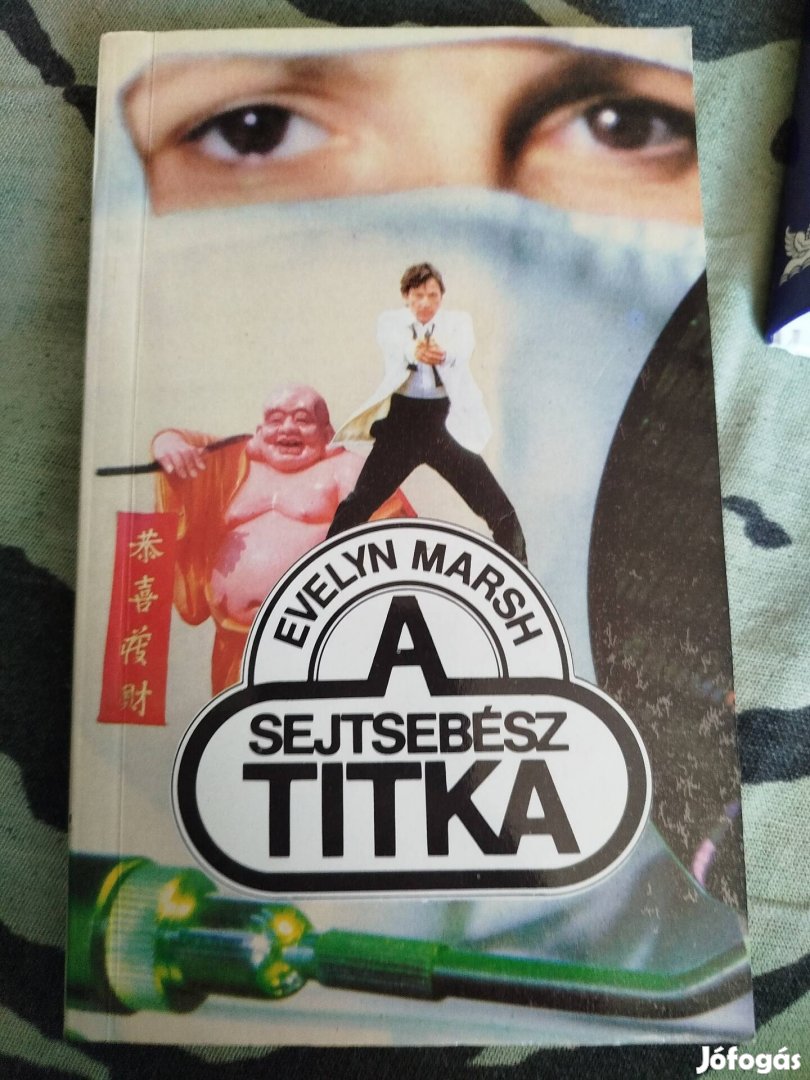 恭
喜
發
財
EVELYN MARSH
A
SEJTSEBÉSZ
TITKA
Jófogás